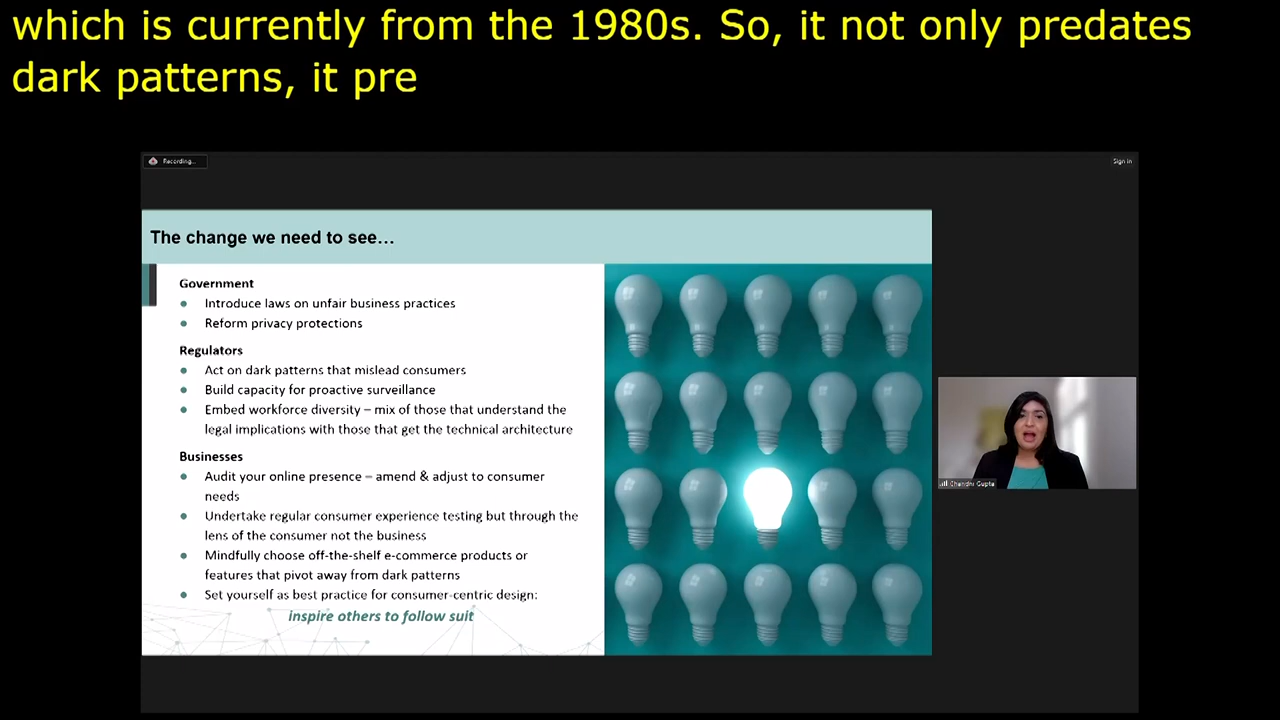 which is currently from the 1980s. So, it not only predates
dark patterns, it pre
Recording...
Sign in
The change we need to see...
Government
● Introduce laws on unfair business practices
● Reform privacy protections
Regulators
● Act on dark patterns that mislead consumers
● Build capacity for proactive surveillance
● Embed workforce diversity – mix of those that understand the
legal implications with those that get the technical architecture
Businesses
● Audit your online presence – amend & adjust to consumer
needs
● Undertake regular consumer experience testing but through the
lens of the consumer not the business
● Mindfully choose off-the-shelf e-commerce products or
features that pivot away from dark patterns
● Set yourself as best practice for consumer-centric design:
inspire others to follow suit
Chandni Gupta